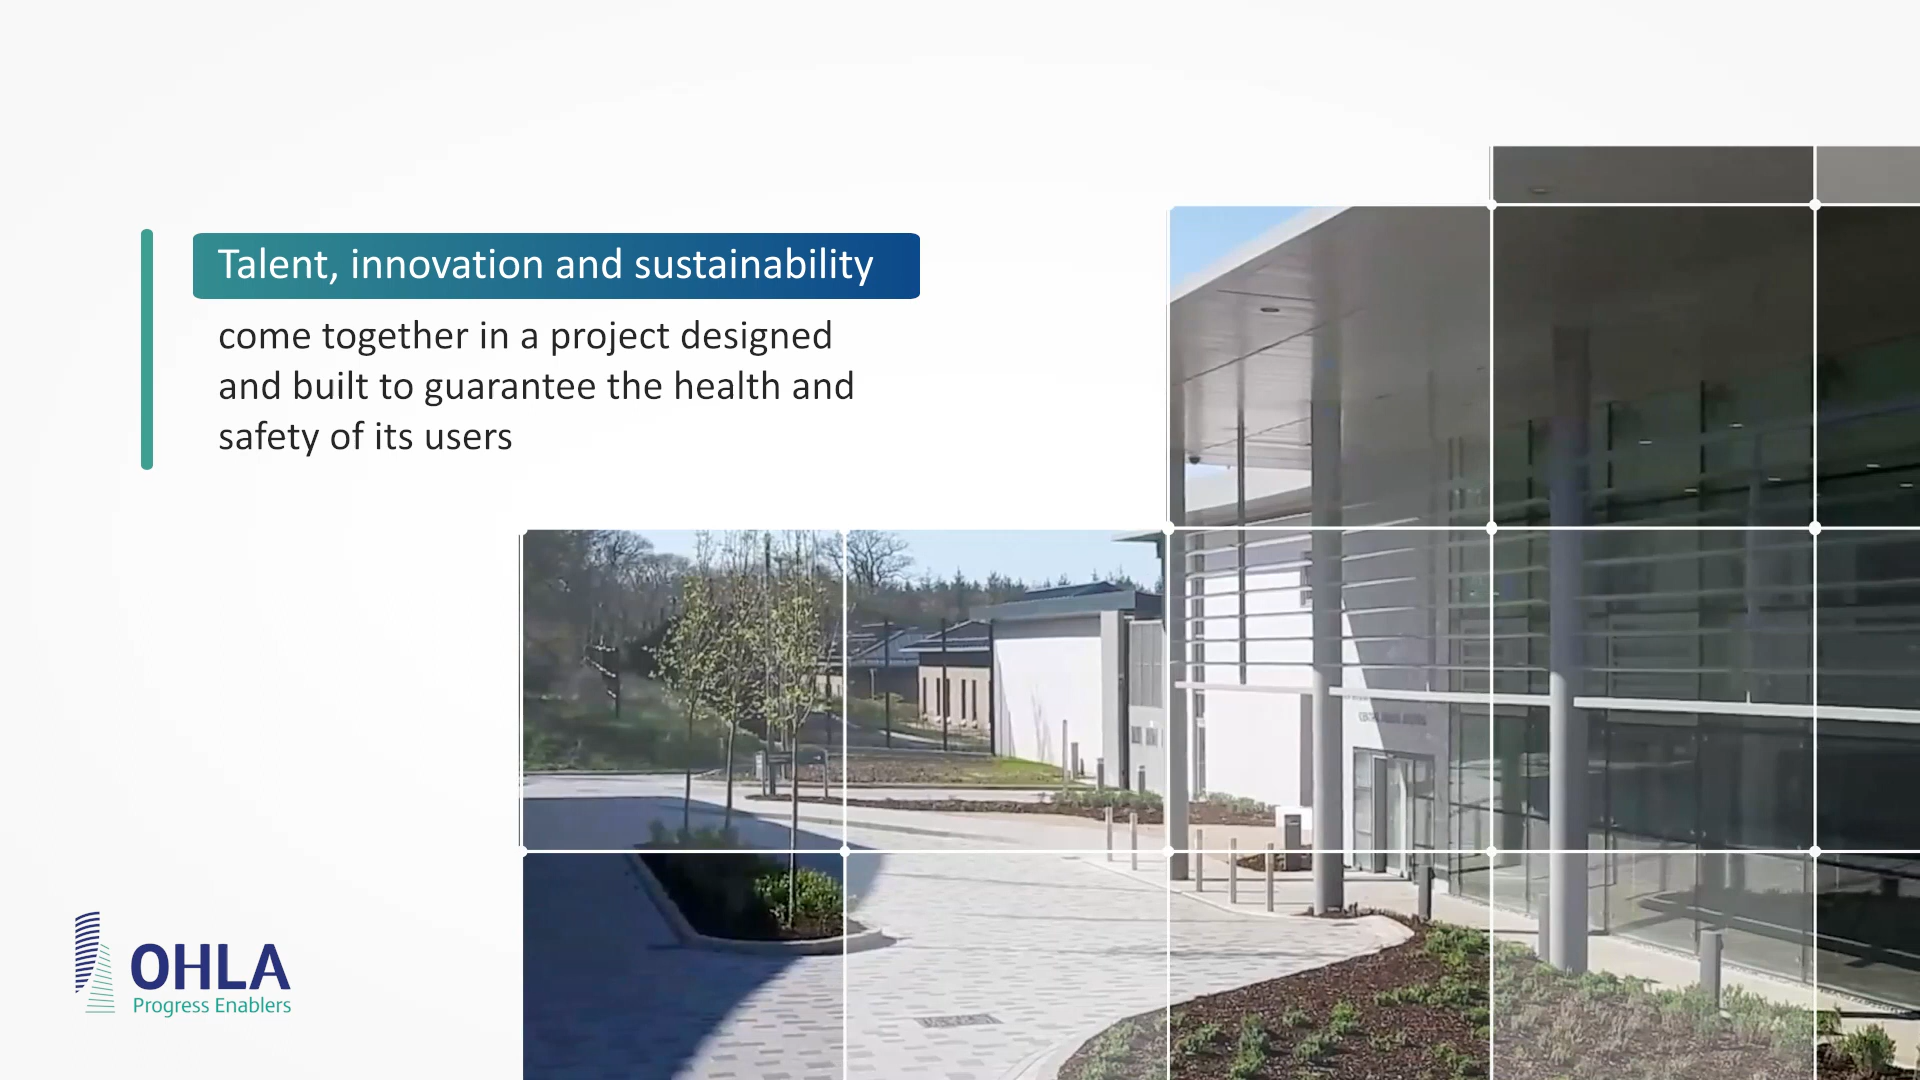 Talent, innovation and sustainability
come together in a project designed
and built to guarantee the health and
safety of its users
OHLA
Progress Enablers